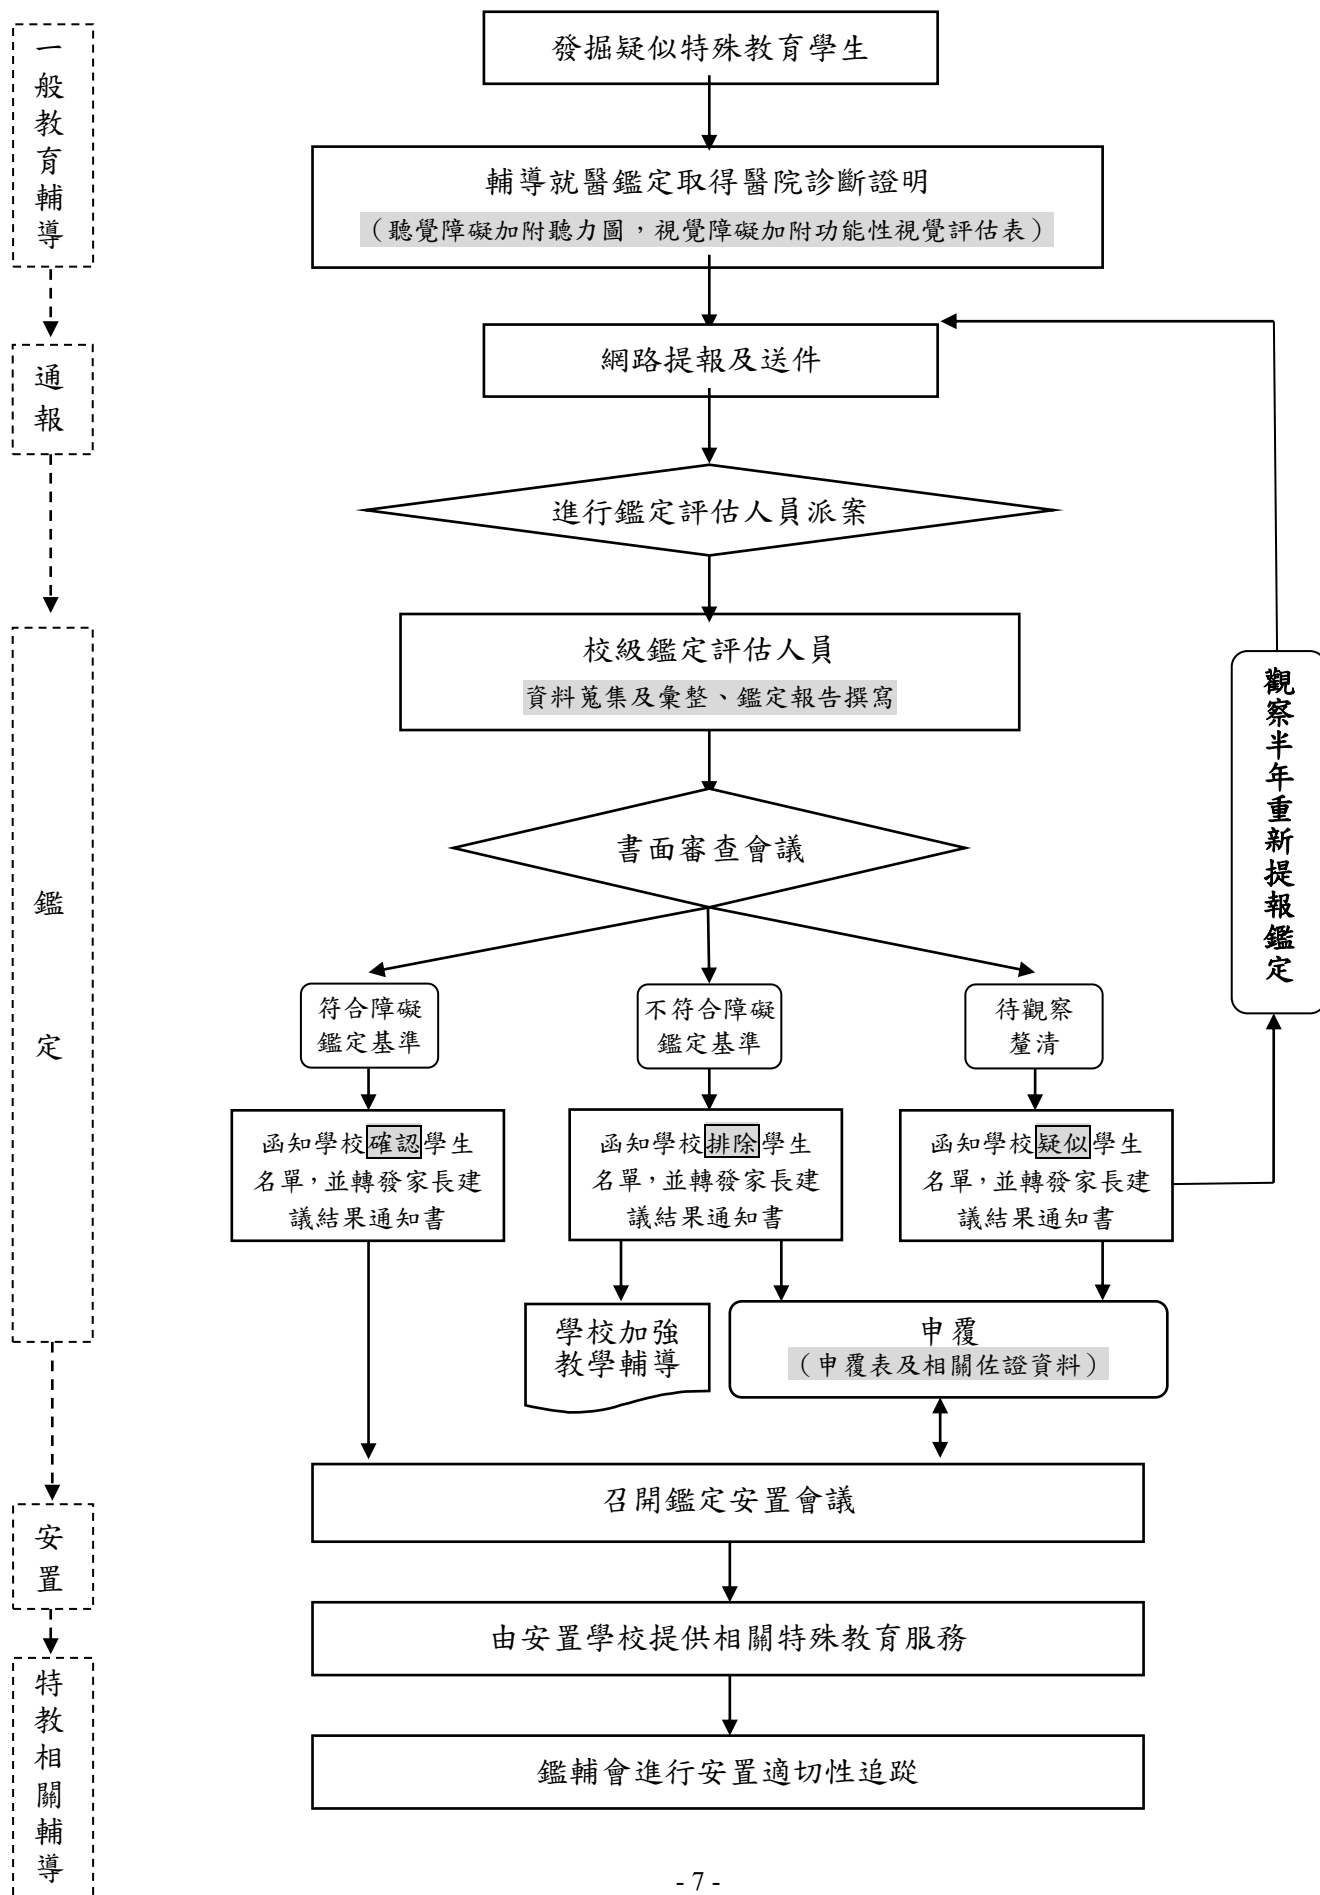 發掘疑似特殊教育學生
一般教育輔導
輔導就醫鑑定取得醫院診斷證明
（聽覺障礙加附聽力圖，視覺障礙加附功能性視覺評估表）
網路提報及送件
通報
進行鑑定評估人員派案
校級鑑定評估人員
資料蒐集及彙整、鑑定報告撰寫
觀察半年重新提報鑑定
書面審查會議
鑑定
符合障礙
鑑定基準
不符合障礙
鑑定基準
待觀察
釐清
函知學校確認學生
名單，並轉發家長建
議結果通知書
函知學校排除學生
名單，並轉發家長建
議結果通知書
函知學校疑似學生
名單，並轉發家長建
議結果通知書
學校加強
教學輔導
申覆
（申覆表及相關佐證資料）
召開鑑定安置會議
安置
由安置學校提供相關特殊教育服務
特教相關輔導
鑑輔會進行安置適切性追蹤
- 7 -